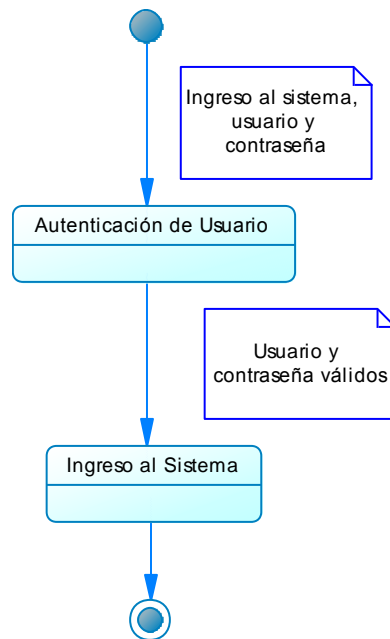 Ingreso al sistema,
usuario y
contraseña
Autenticación de Usuario
Usuario y
contraseña válidos
Ingreso al Sistema